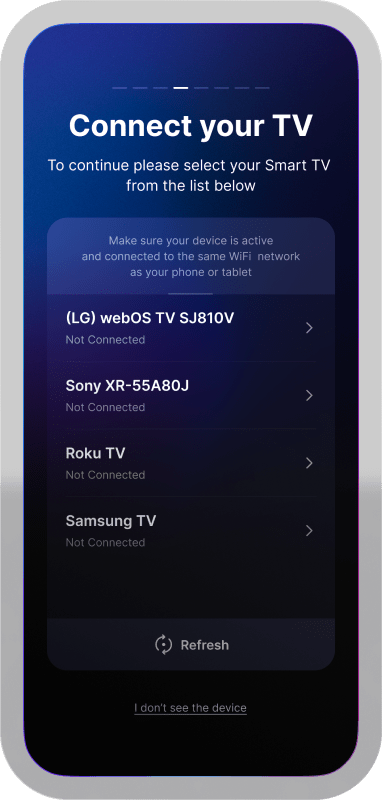 Connect your TV
To continue please select your Smart TV
from the list below
Make sure your device is active
and connected to the same WiFi network
as your phone or tablet
(LG) webOS TV SJ810V
Not Connected
Sony XR-55A80J
Not Connected
Roku TV
Not Connected
Samsung TV
Not Connected
Refresh
I don't see the device